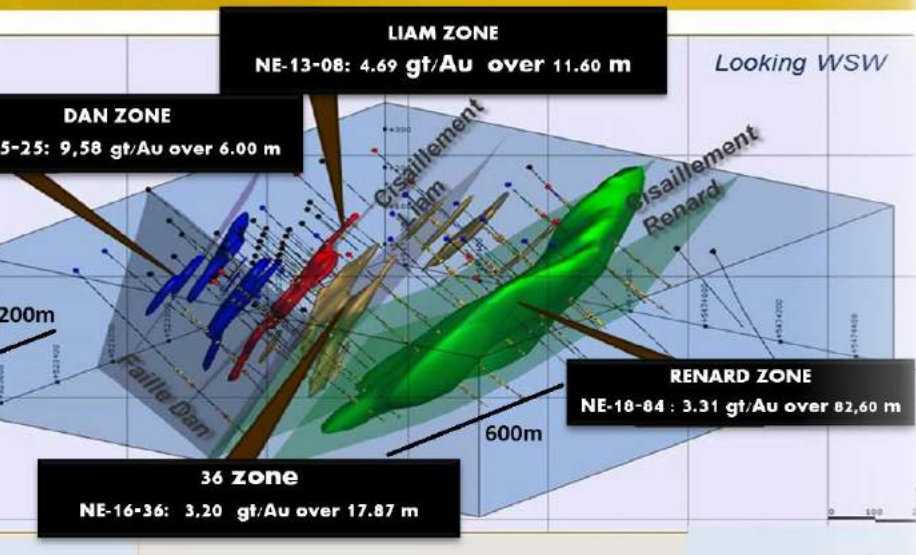 LIAM ZONE
NE-13-08: 4.69 gt/Au over 11.60 m
Looking WSW
DAN ZONE
5-25: 9,58 gt/Au over 6.00 m
Cisaillement
Liam
Cisaillement
Renard
200m
Faille Dan
600m
RENARD ZONE
NE-18-84 : 3.31 gt/Au over 82,60 m
36 zone
NE-16-36: 3,20 gt/Au over 17.87 m
0 100